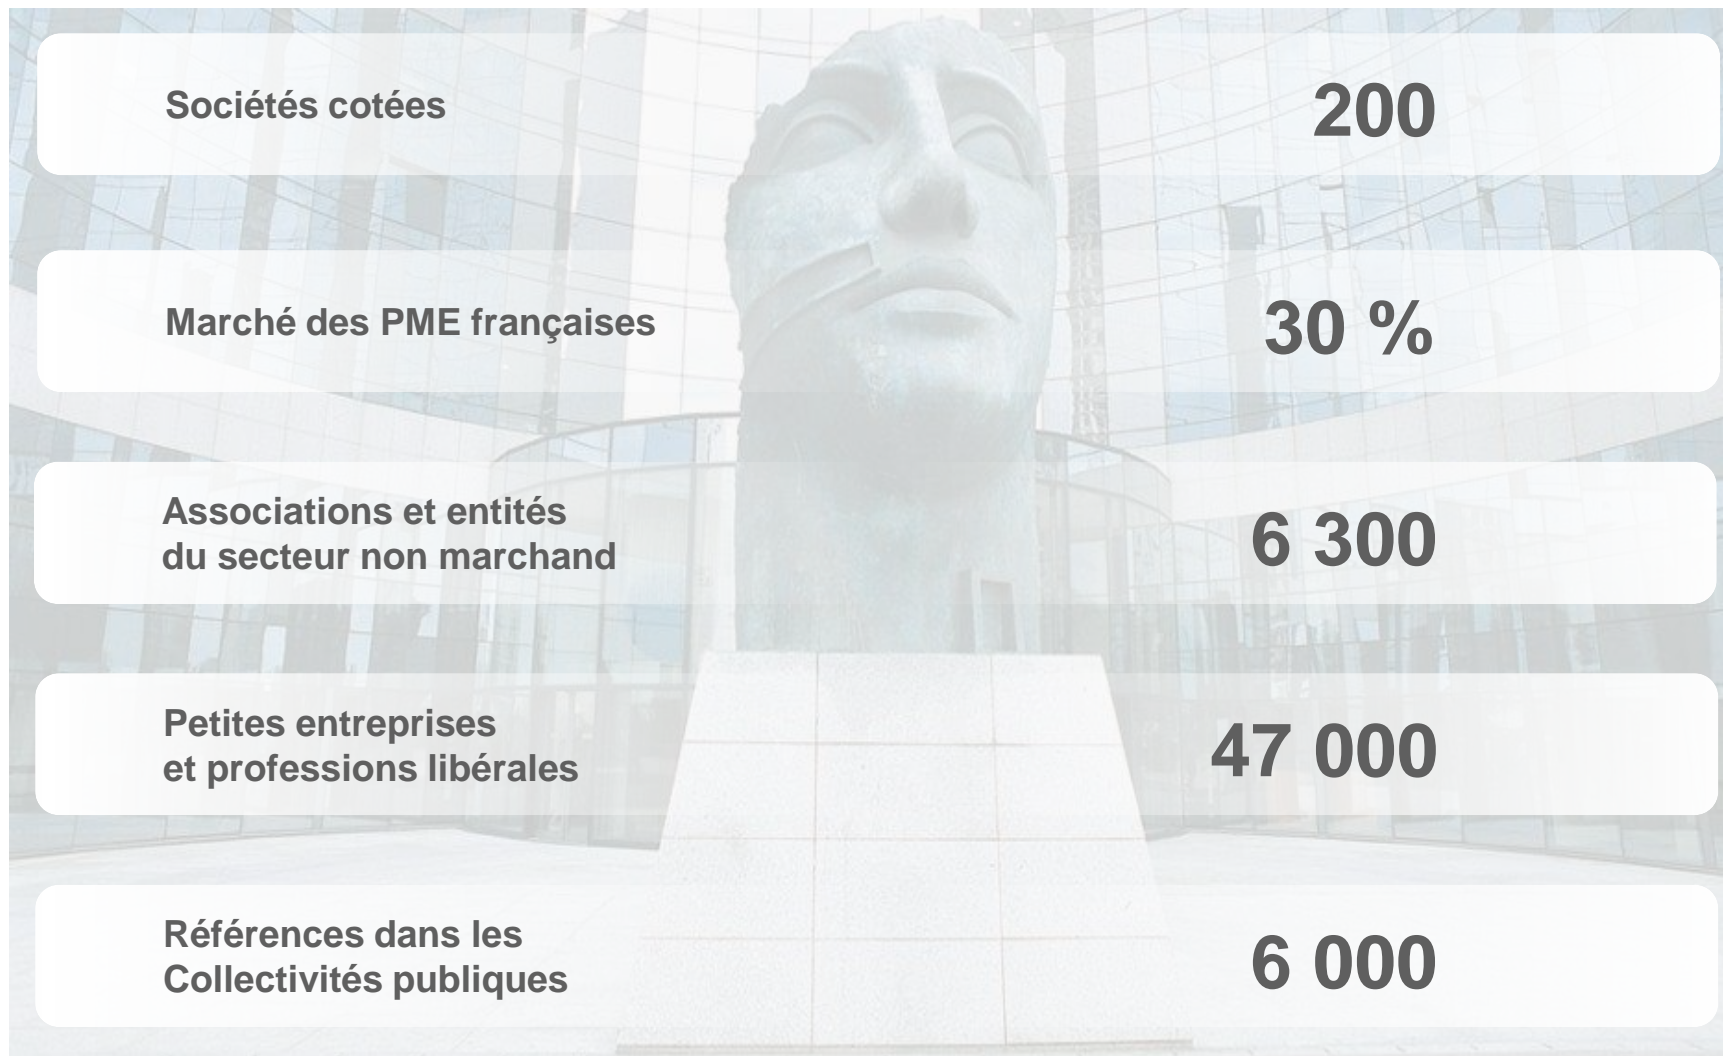 Sociétés cotées
200
Marché des PME françaises
30 %
Associations et entités
du secteur non marchand
6 300
Petites entreprises
et professions libérales
47 000
Références dans les
Collectivités publiques
6 000